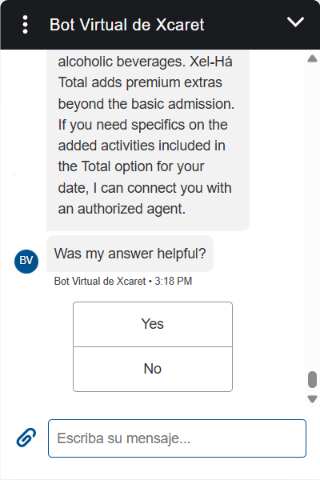 Bot Virtual de Xcaret
alcoholic beverages. Xel-Há
Total adds premium extras
beyond the basic admission.
If you need specifics on the
added activities included in
the Total option for your
date, I can connect you with
an authorized agent.
Was my answer helpful?
BV
Bot Virtual de Xcaret • 3:18 PM
Yes
No
Escriba su mensaje...